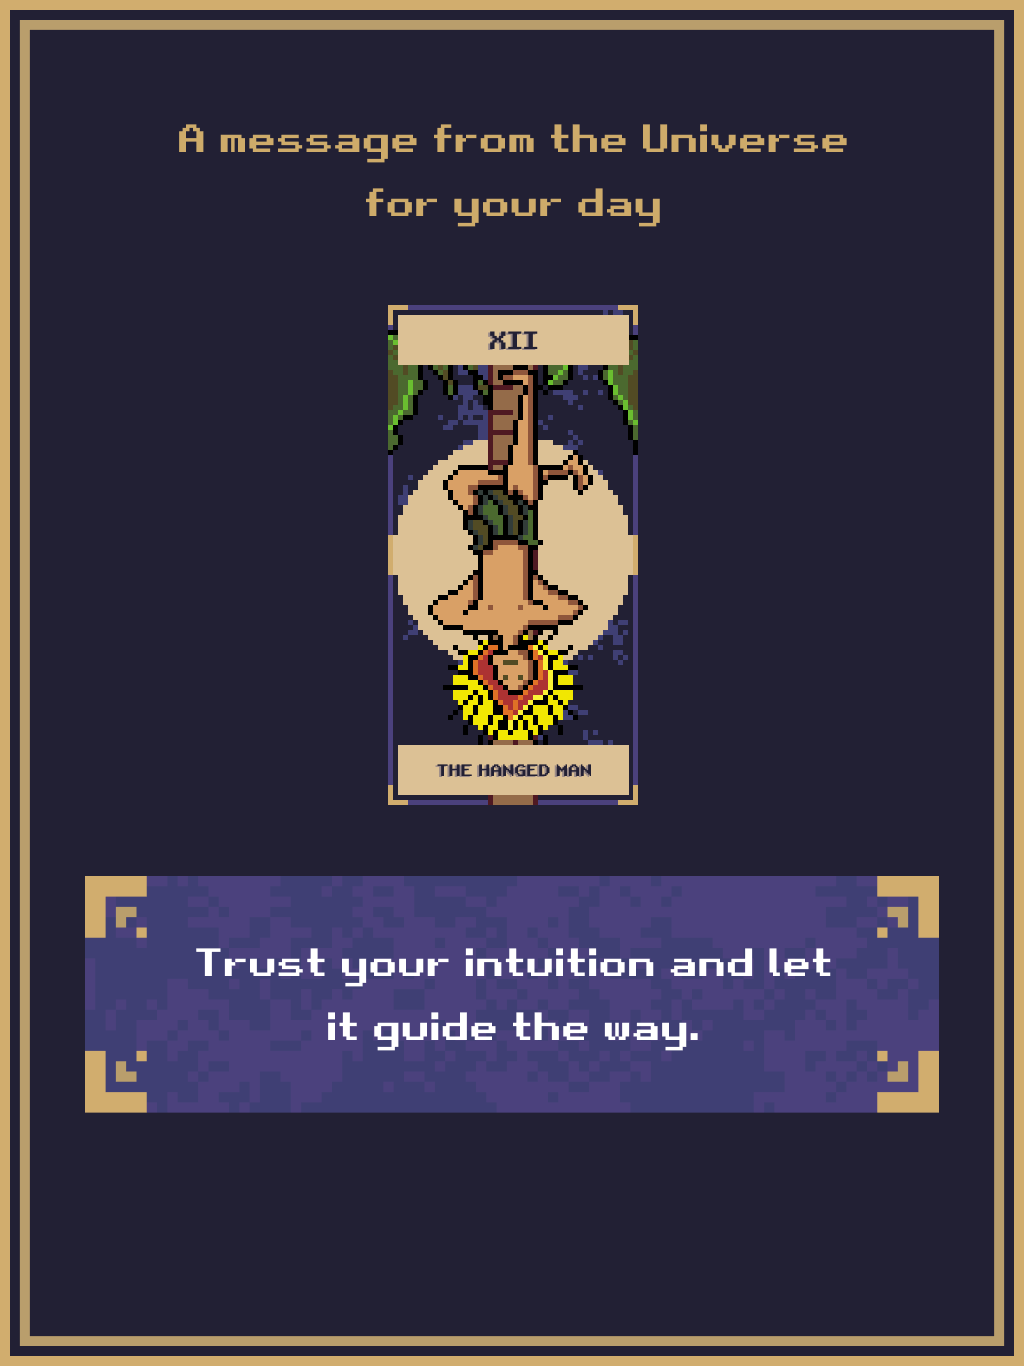 A message from the Universe
for your day
XII
THE HANGED MAN
Trust your intuition and let
it guide the way.